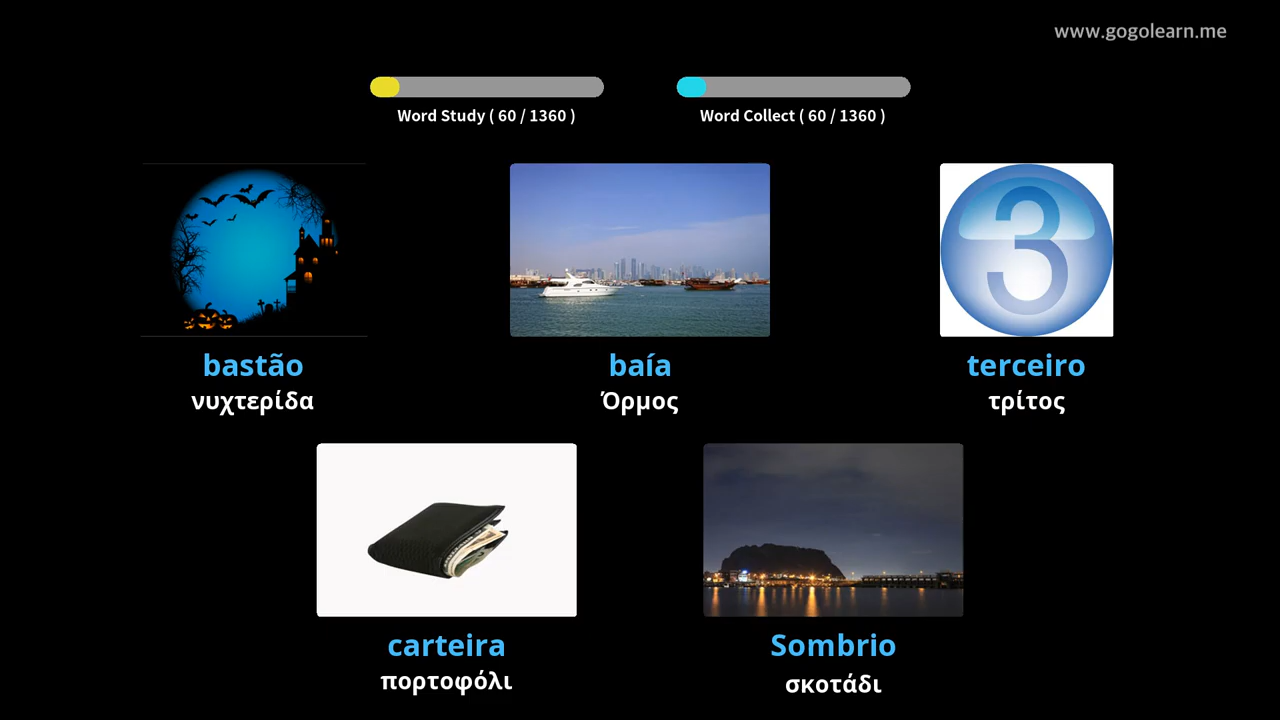 www.gogolearn.me
Word Study ( 60 / 1360 )
Word Collect ( 60 / 1360 )
3
bastão
νυχτερίδα
baía
Όρμος
terceiro
τρίτος
carteira
πορτοφόλι
Sombrio
σκοτάδι